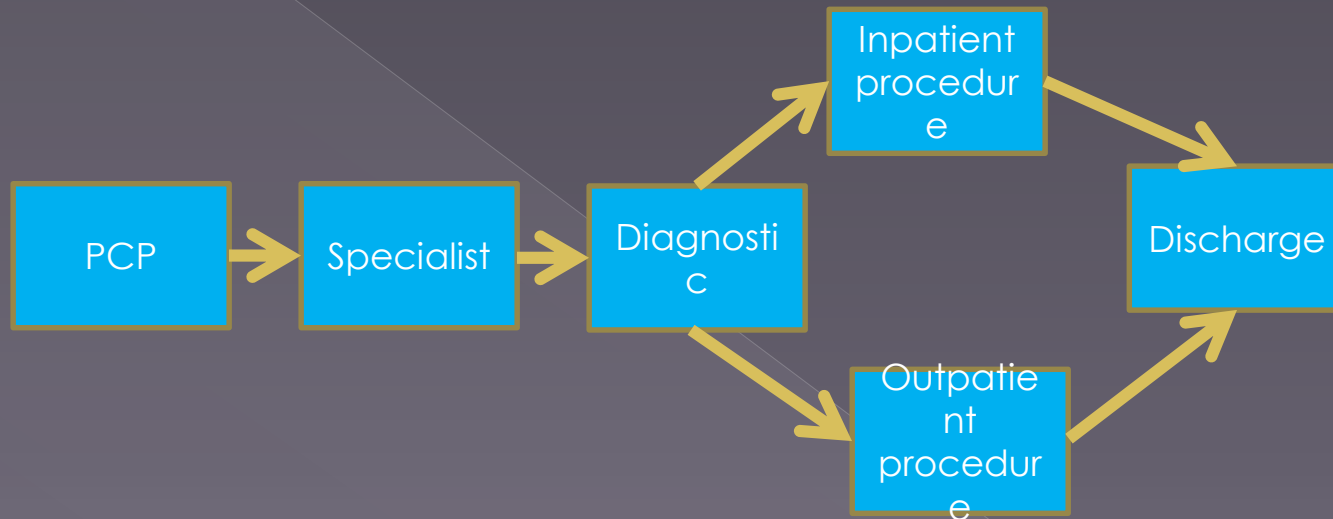 PCP
Specialist
Diagnosti
c
Inpatient
procedur
e
Outpatie
nt
procedur
e
Discharge